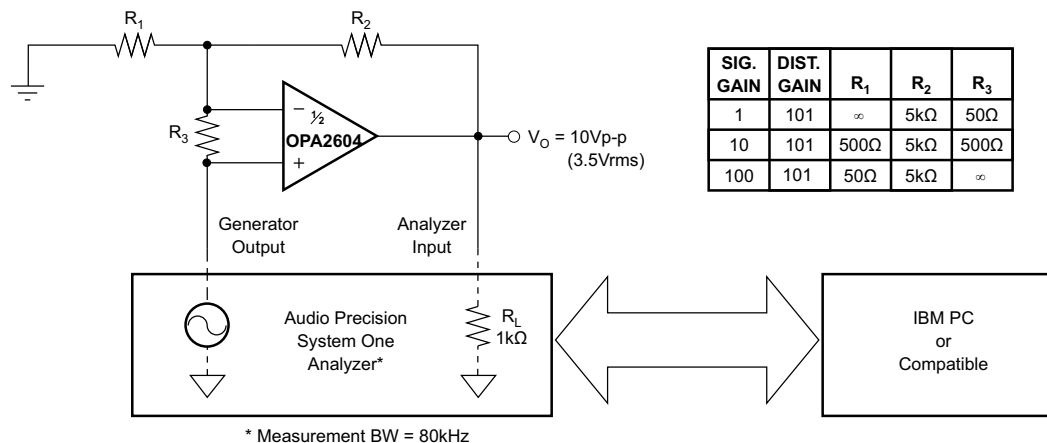 R1
R2
R3
−
+
½
OPA2604
VO = 10Vp-p
(3.5Vrms)
SIG. GAIN DIST. GAIN R1 R2 R3
1 101 ∞ 5kΩ 50Ω
10 101 500Ω 5kΩ 500Ω
100 101 50Ω 5kΩ ∞
Generator
Output
Analyzer
Input
Audio Precision
System One
Analyzer*
RL
1kΩ
IBM PC
or
Compatible
* Measurement BW = 80kHz